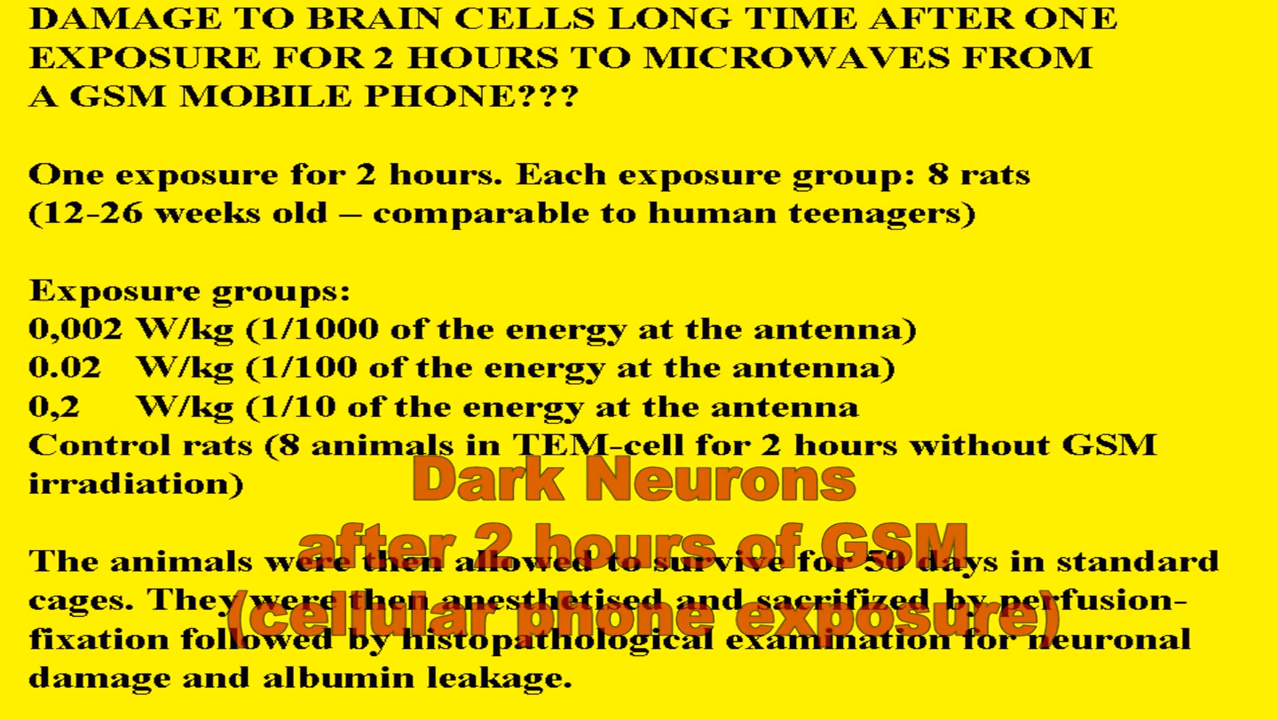 DAMAGE TO BRAIN CELLS LONG TIME AFTER ONE
EXPOSURE FOR 2 HOURS TO MICROWAVES FROM
A GSM MOBILE PHONE???
One exposure for 2 hours. Each exposure group: 8 rats
(12-26 weeks old – comparable to human teenagers)
Exposure groups:
0,002 W/kg (1/1000 of the energy at the antenna)
0.02 W/kg (1/100 of the energy at the antenna)
0,2 W/kg (1/10 of the energy at the antenna
Control rats (8 animals in TEM-cell for 2 hours without GSM
irradiation)
Dark Neurons
after 2 hours of GSM
(cellular phone exposure)
The animals were then allowed to survive for 50 days in standard
cages. They were then anesthetised and sacrifized by perfusion-
fixation followed by histopathological examination for neuronal
damage and albumin leakage.